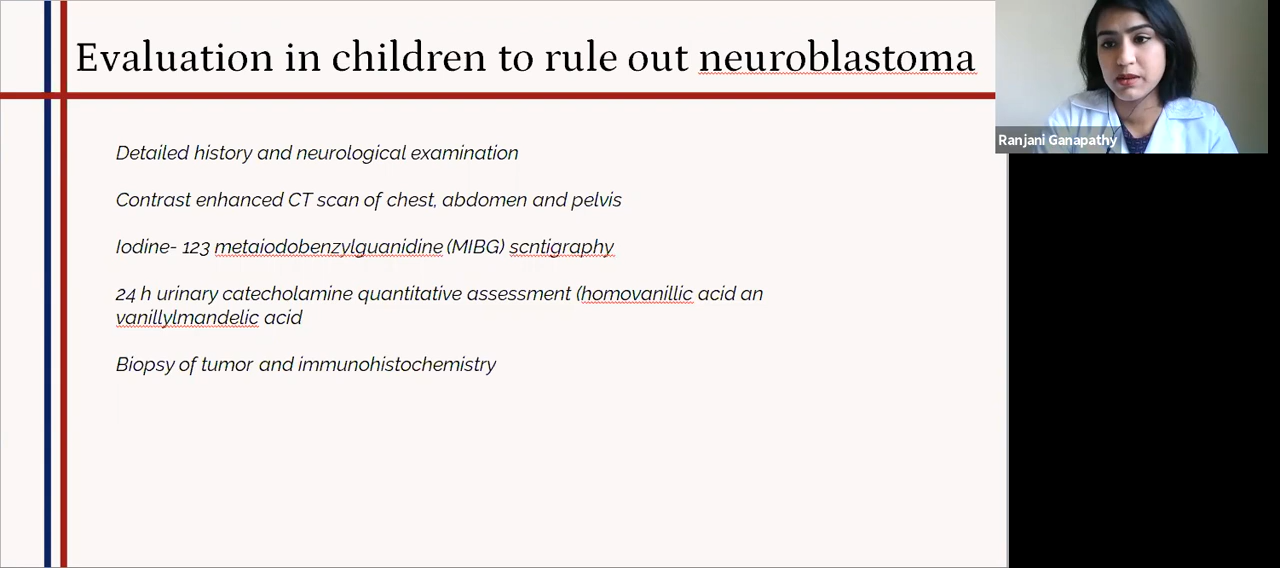 Evaluation in children to rule out neuroblastoma
Ranjani Ganapathy
Detailed history and neurological examination
Contrast enhanced CT scan of chest, abdomen and pelvis
Iodine- 123 metaiodobenzylguanidine (MIBG) scntigraphy
24 h urinary catecholamine quantitative assessment (homovanillic acid an
vanillylmandelic acid
Biopsy of tumor and immunohistochemistry